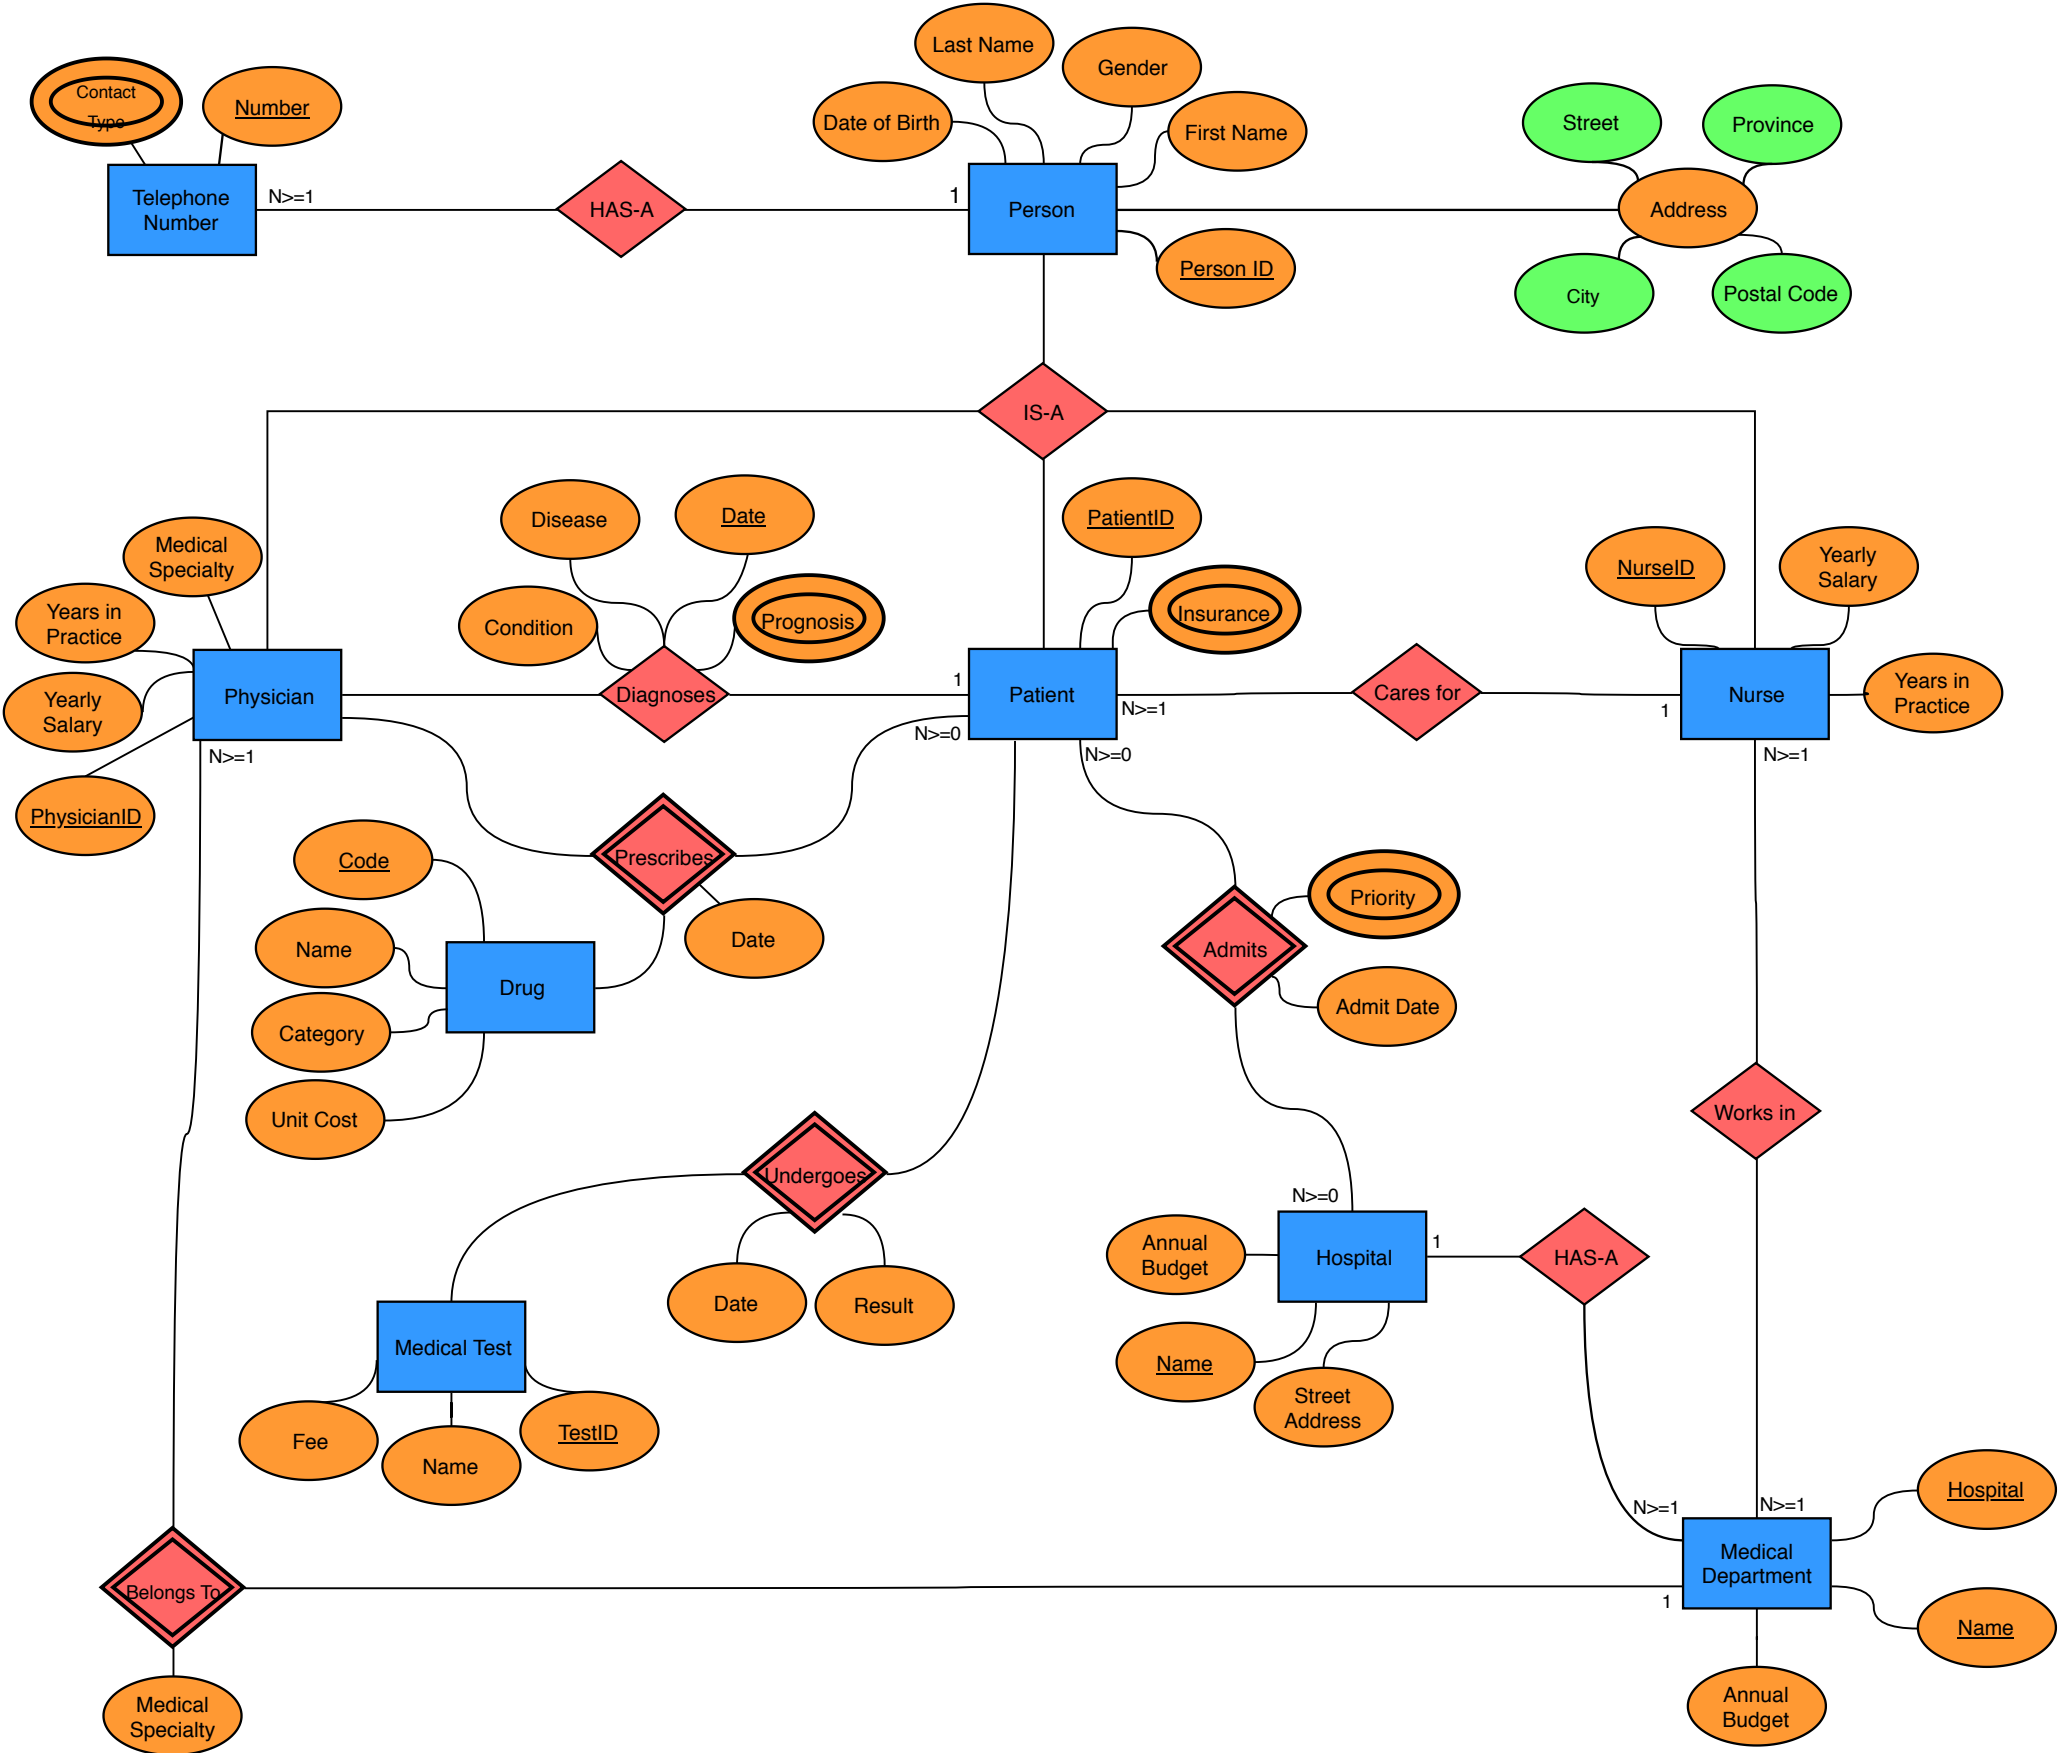 Last Name
Gender
Contact
Type
Number
Date of Birth
First Name
Street
Province
Telephone
Number
N>=1
HAS-A
1
Person
Address
Person ID
City
Postal Code
IS-A
Disease
Date
PatientID
Medical
Specialty
NurseID
Yearly
Salary
Years in
Practice
Condition
Prognosis
Insurance
Physician
Diagnoses
1
Patient
N>=1
Cares for
1
Nurse
Years in
Practice
Yearly
Salary
N>=1
N>=0
N>=0
N>=1
PhysicianID
Code
Prescribes
Priority
Name
Date
Admits
Drug
Admit Date
Category
Unit Cost
Works in
Undergoes
N>=0
Annual
Budget
Hospital
1
HAS-A
Date
Result
Medical Test
Name
Street
Address
Fee
Name
TestID
N>=1
N>=1
Hospital
Medical
Department
Belongs To
1
Name
Medical
Specialty
Annual
Budget